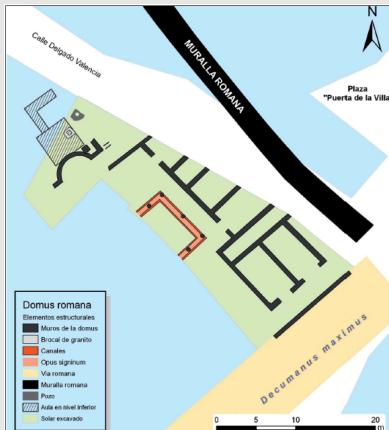 N
Calle Delgado Valencia
MURALLA ROMANA
Plaza
"Puerta de la Villa
Decumanus maximus
Domus romana
Elementos estructurales
Muros de la domus
Brocal de granito
Canales
Opus signinum
Vía romana
Muralla romana
Pozo
Aula en nivel inferior
Solar excavado
0 5 10 20
m